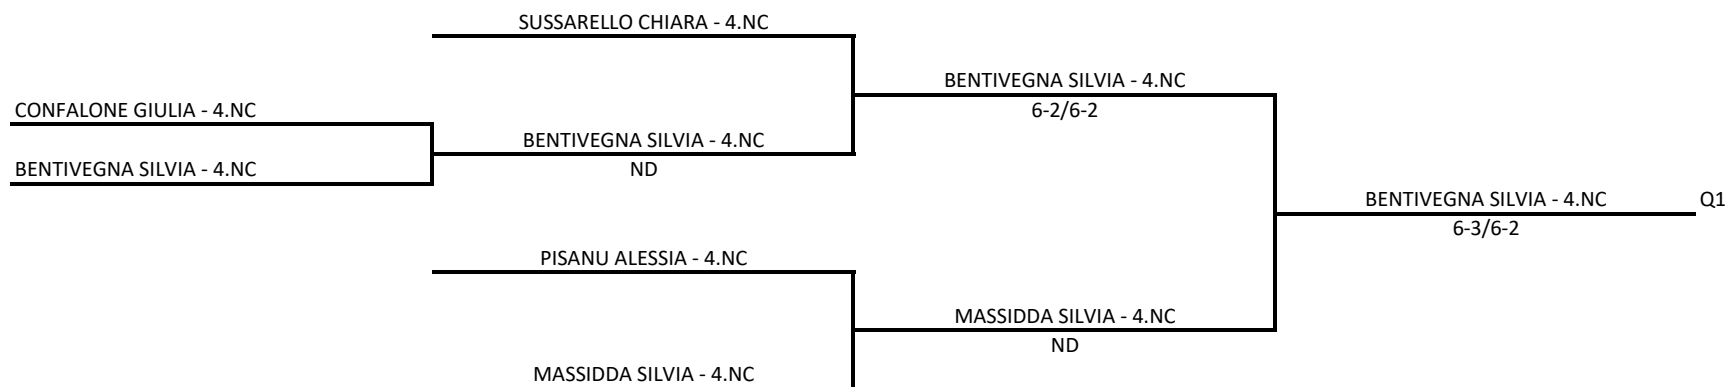 SUSSARELLO CHIARA - 4.NC
BENTIVEGNA SILVIA - 4.NC
6-2/6-2
CONFALONE GIULIA - 4.NC
BENTIVEGNA SILVIA - 4.NC
ND
BENTIVEGNA SILVIA - 4.NC
BENTIVEGNA SILVIA - 4.NC Q1
6-3/6-2
PISANU ALESSIA - 4.NC
MASSIDDA SILVIA - 4.NC
ND
MASSIDDA SILVIA - 4.NC